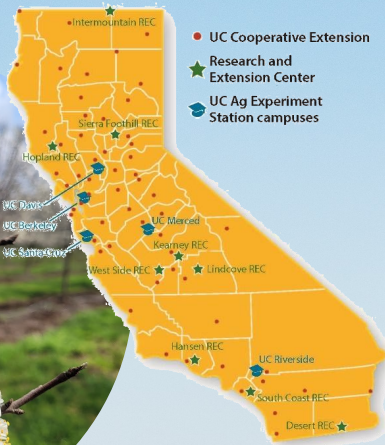 Intermountain REC
UC Cooperative Extension
Research and
Extension Center
UC Ag Experiment
Station campuses
Sierra Foothill REC
Hopland REC
UC Davis
UC Berkeley
UC Merced
UC Santa Cruz
Kearney REC
West Side REC
Lindcove REC
Hansen REC
UC Riverside
South Coast REC
Desert REC